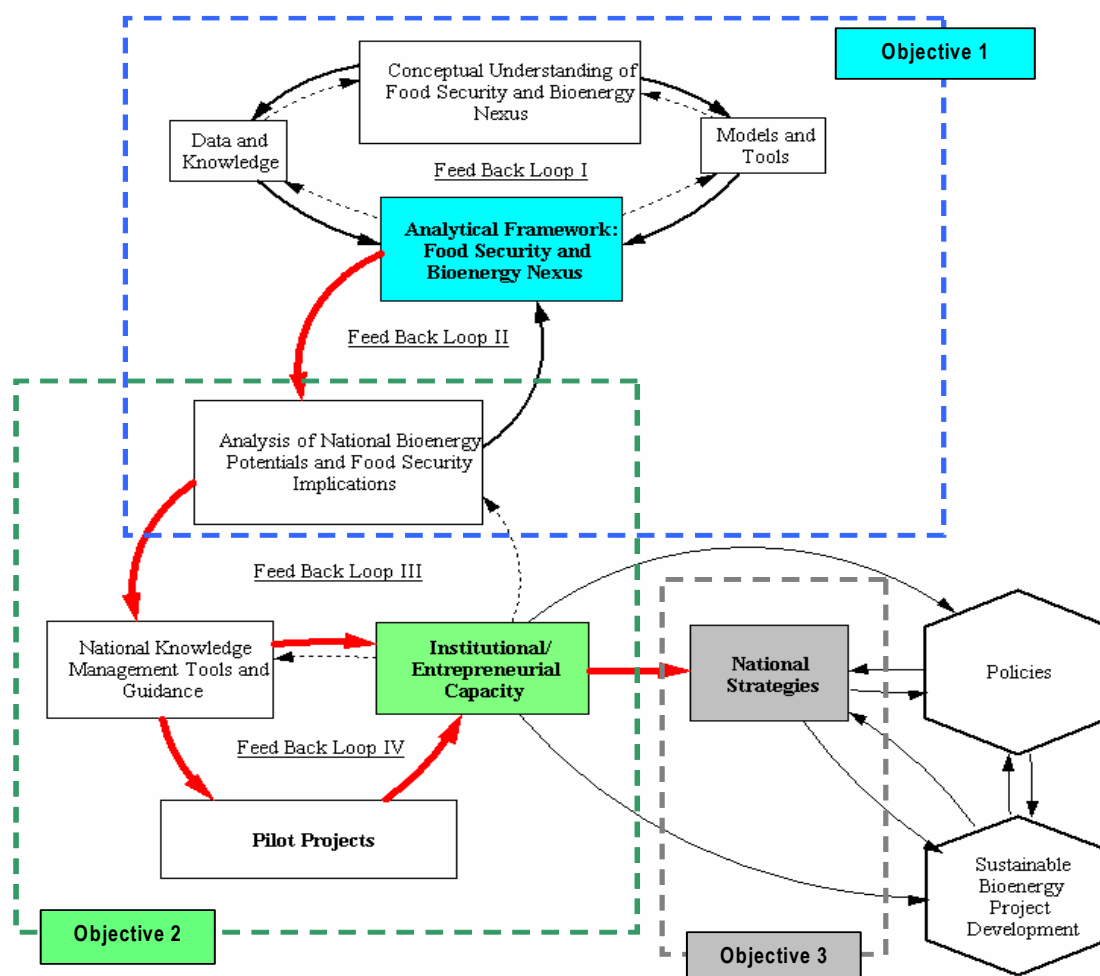 Objective 1
Conceptual Understanding of
Food Security and Bioenergy
Nexus
Data and
Knowledge
Models and
Tools
Feed Back Loop I
Analytical Framework:
Food Security and
Bioenergy Nexus
Feed Back Loop II
Analysis of National Bioenergy
Potentials and Food Security
Implications
Feed Back Loop III
National Knowledge
Management Tools and
Guidance
Institutional/
Entrepreneurial
Capacity
National
Strategies
Policies
Feed Back Loop IV
Pilot Projects
Sustainable
Bioenergy
Project
Development
Objective 2
Objective 3